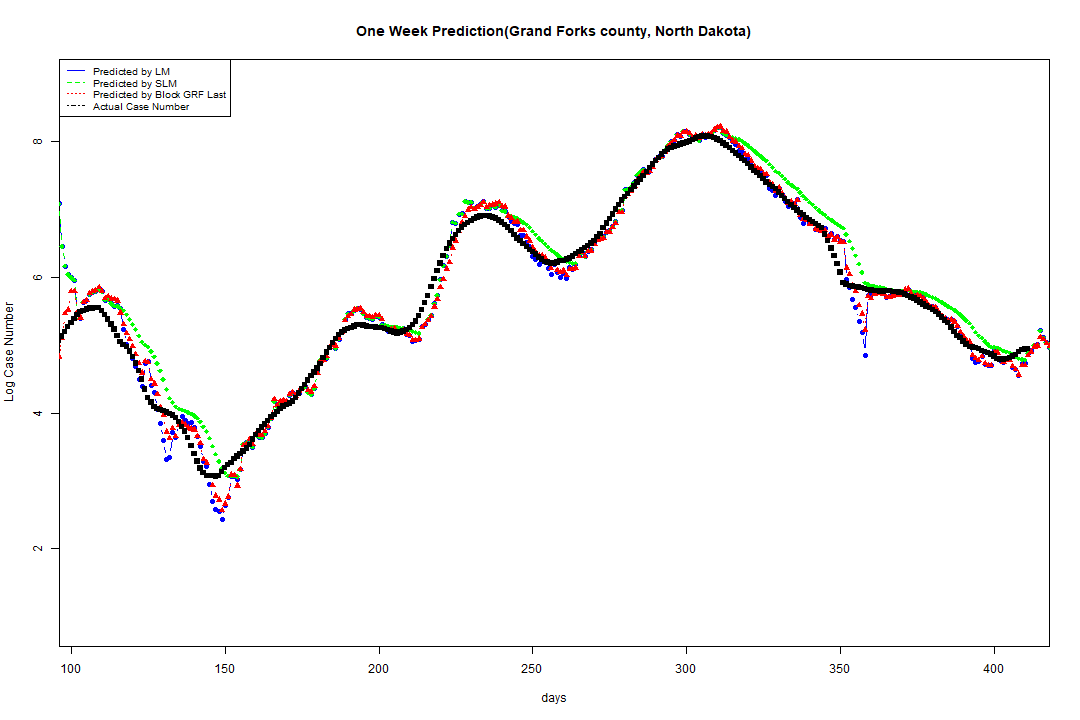 One Week Prediction(Grand Forks county, North Dakota)
Predicted by LM
Predicted by SLM
Predicted by Block GRF Last
Actual Case Number
8
6
4
2
Log Case Number
100 150 200 250 300 350 400
days